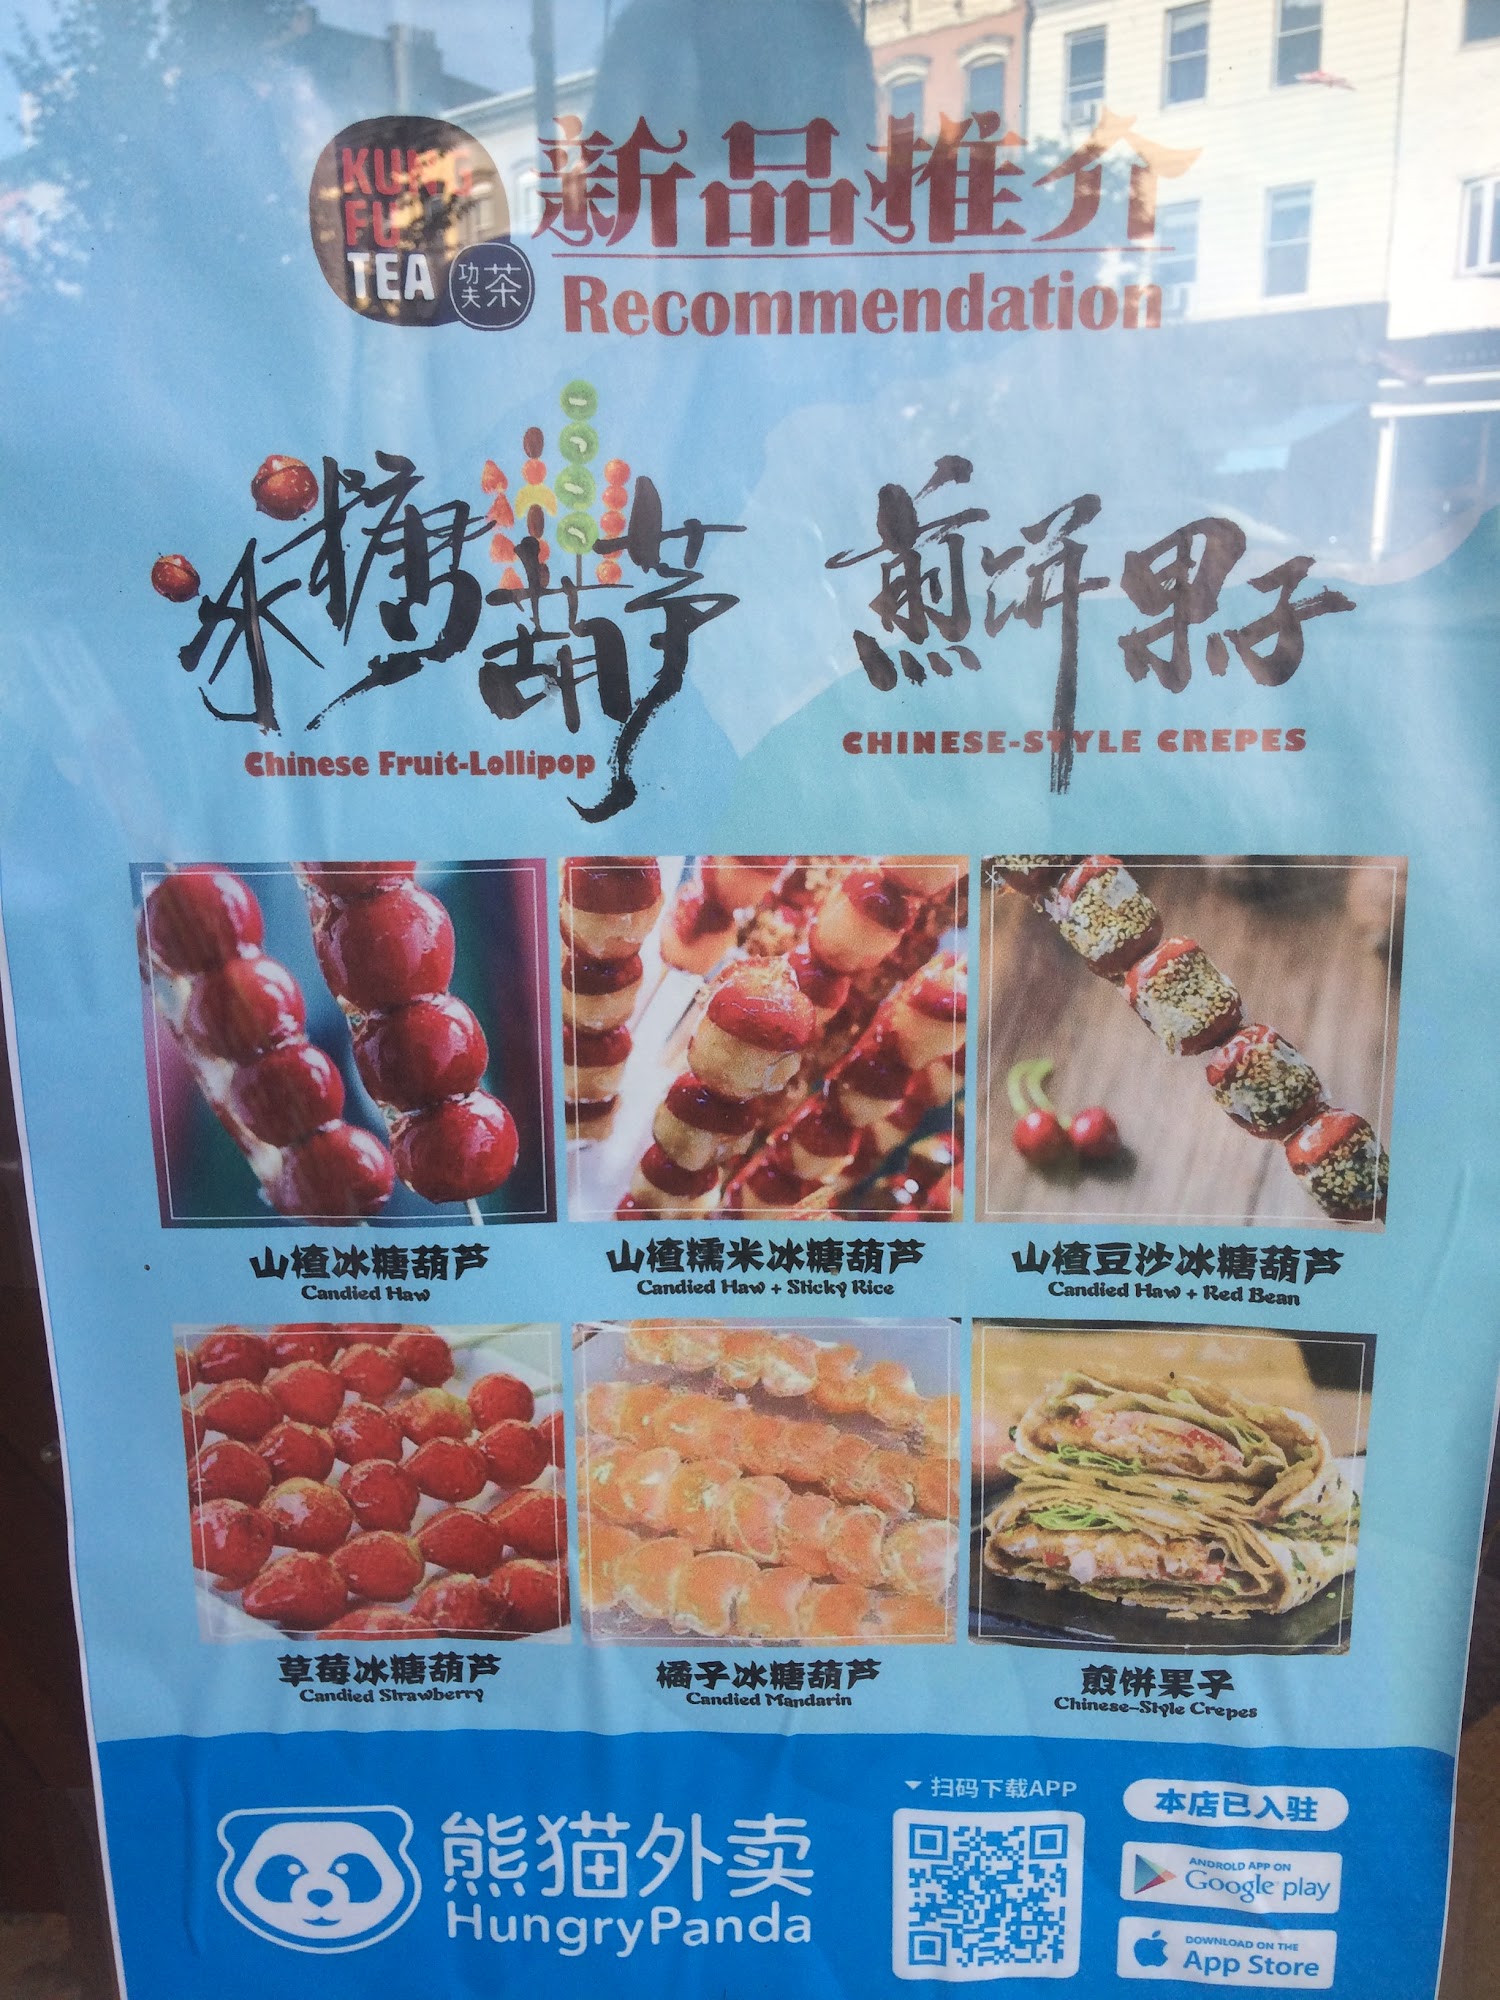 KUNG
FU
TEA
功夫茶
新品推介
Recommendation
冰糖葫芦
Chinese Fruit-Lollipop
煎饼果子
CHINESE-STYLE CREPES
山楂冰糖葫芦
Candied Haw
山楂糯米冰糖葫芦
Candied Haw + Sticky Rice
山楂豆沙冰糖葫芦
Candied Haw + Red Bean
草莓冰糖葫芦
Candied Strawberry
橘子冰糖葫芦
Candied Mandarin
煎饼果子
Chinese-Style Crepes
熊猫外卖
HungryPanda
扫码下载APP
本店已入驻
ANDROID APP ON
Google play
DOWNLOAD ON THE
App Store